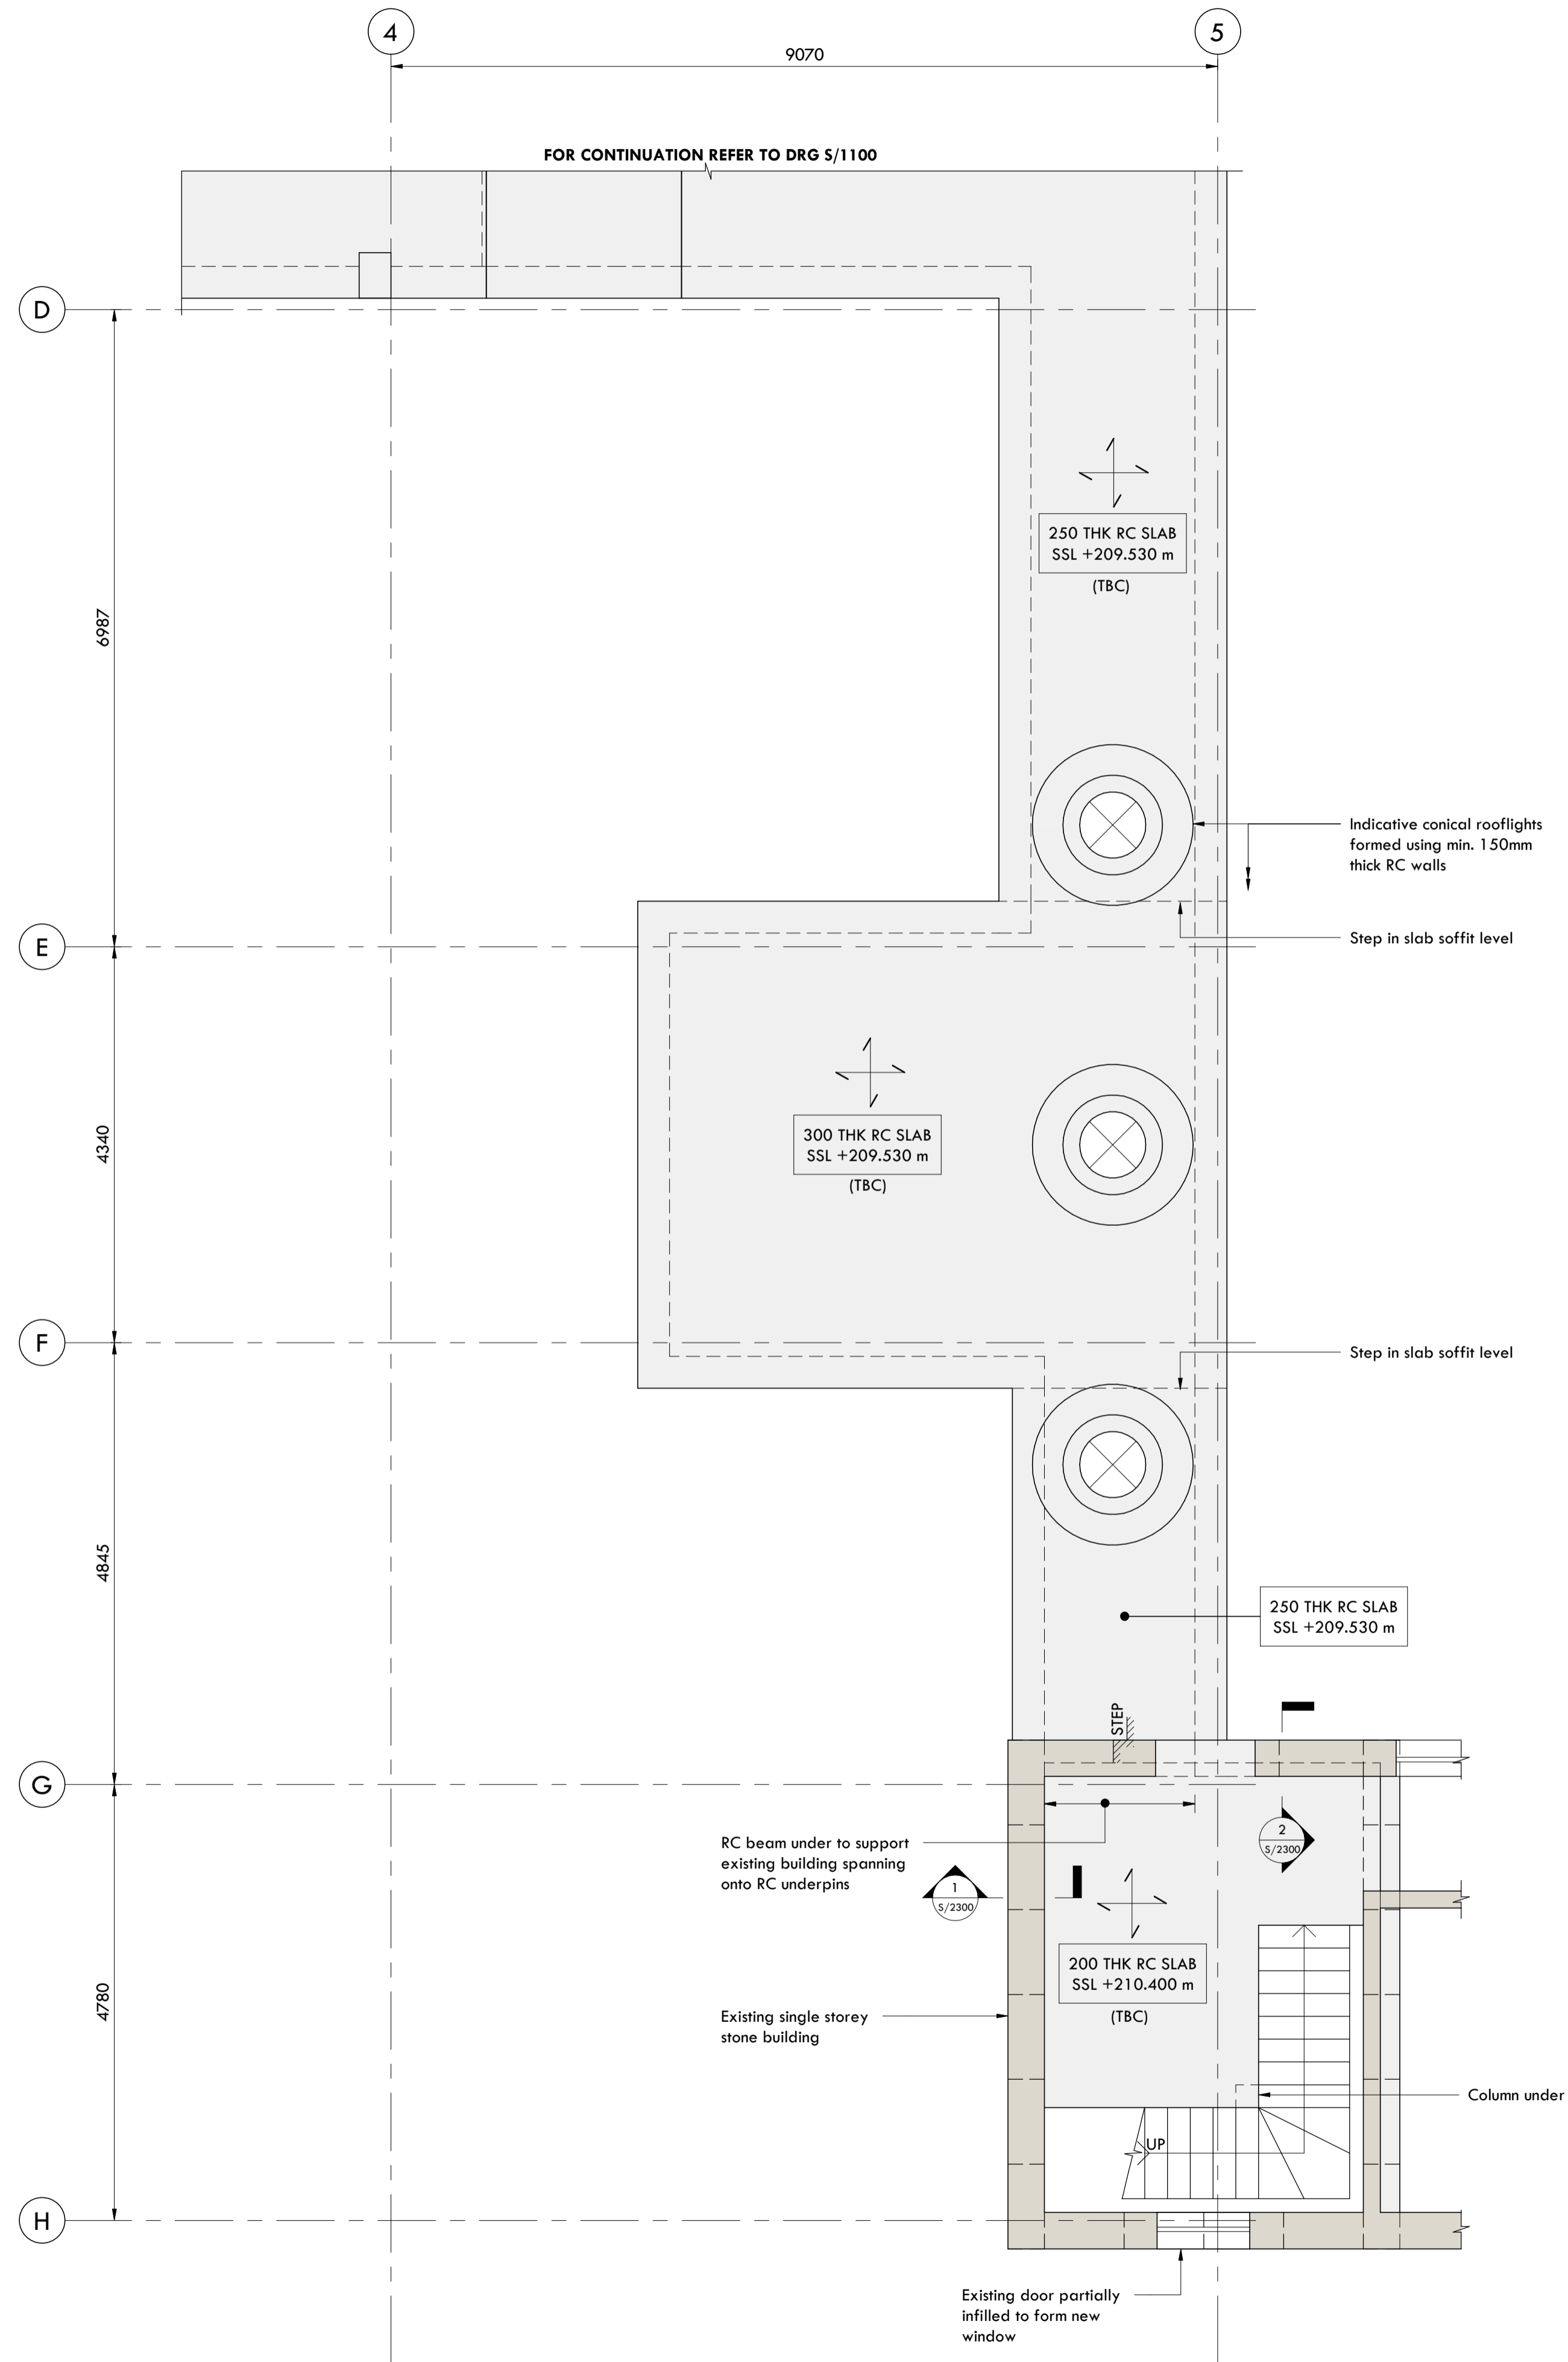 4
5
9070
FOR CONTINUATION REFER TO DRG S/1100
D
250 THK RC SLAB
SSL +209.530 m
(TBC)
6987
Indicative conical rooflights
formed using min. 150mm
thick RC walls
Step in slab soffit level
E
300 THK RC SLAB
SSL +209.530 m
(TBC)
4340
F
Step in slab soffit level
4845
250 THK RC SLAB
SSL +209.530 m
STEP
G
RC beam under to support
existing building spanning
onto RC underpins
2
S/2300
1
S/2300
200 THK RC SLAB
SSL +210.400 m
(TBC)
4780
Existing single storey
stone building
Column under
UP
H
Existing door partially
infilled to form new
window